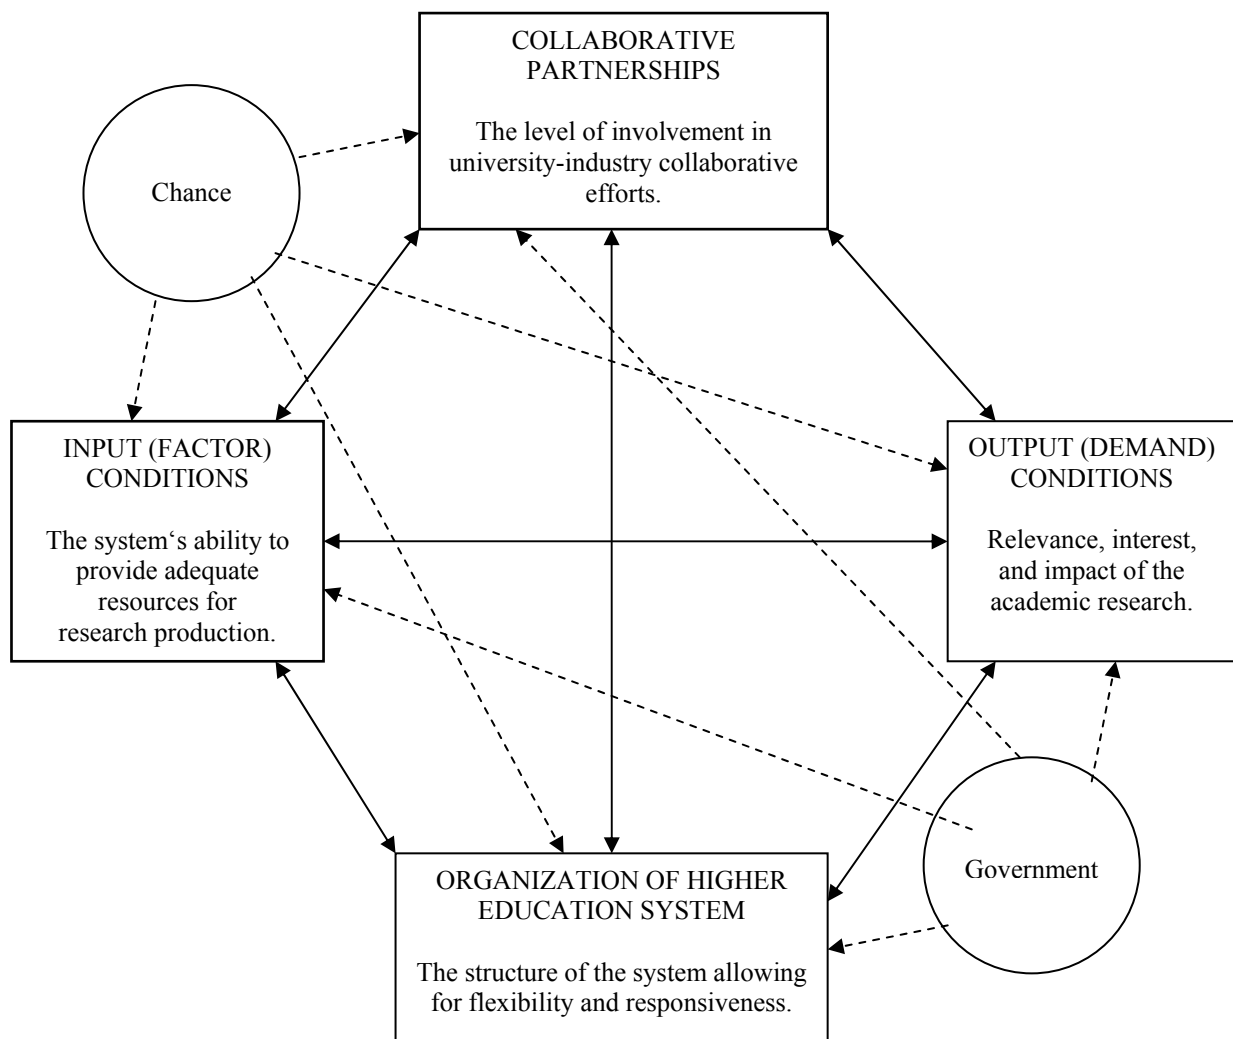 COLLABORATIVE
PARTNERSHIPS
The level of involvement in
university-industry collaborative
efforts.
Chance
INPUT (FACTOR)
CONDITIONS
The system‘s ability to
provide adequate
resources for
research production.
OUTPUT (DEMAND)
CONDITIONS
Relevance, interest,
and impact of the
academic research.
ORGANIZATION OF HIGHER
EDUCATION SYSTEM
The structure of the system allowing
for flexibility and responsiveness.
Government